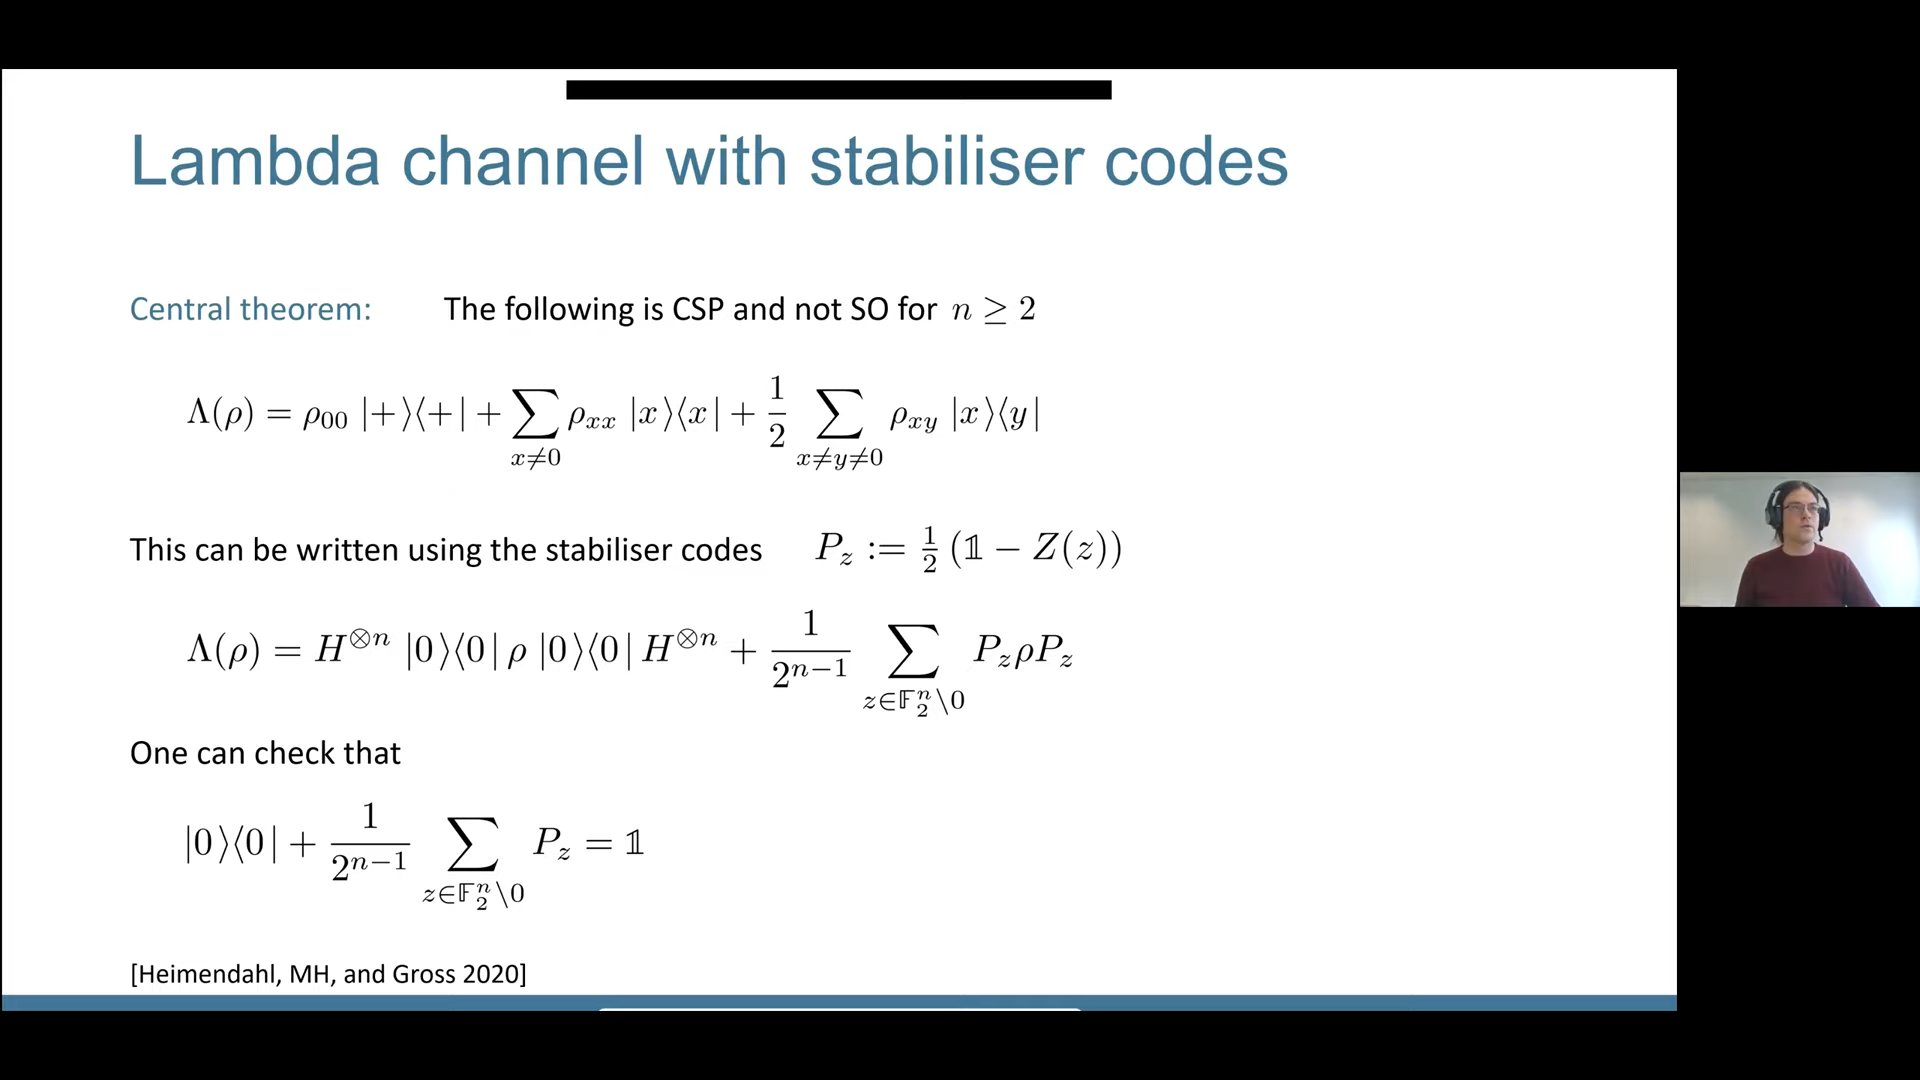 Lambda channel with stabiliser codes
Central theorem: The following is CSP and not SO for n ≥ 2
Λ(ρ) = ρ₀₀ |+⟩⟨+| + ∑_{x≠0} ρ_{xx} |x⟩⟨x| + 1/2 ∑_{x≠y≠0} ρ_{xy} |x⟩⟨y|
This can be written using the stabiliser codes P_z := 1/2 (𝟙 − Z(z))
Λ(ρ) = H^{⊗n} |0⟩⟨0| ρ |0⟩⟨0| H^{⊗n} + 1/2^{n−1} ∑_{z∈𝔽₂ⁿ\0} P_z ρ P_z
One can check that
|0⟩⟨0| + 1/2^{n−1} ∑_{z∈𝔽₂ⁿ\0} P_z = 𝟙
[Heimendahl, MH, and Gross 2020]